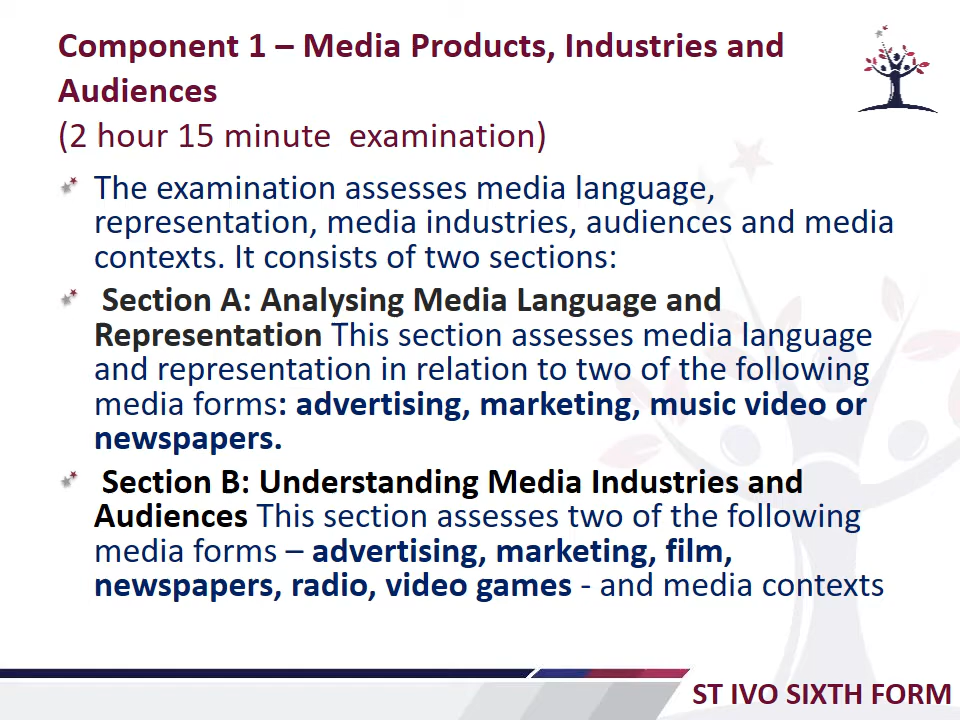 Component 1 – Media Products, Industries and
Audiences
(2 hour 15 minute  examination)
The examination assesses media language,
representation, media industries, audiences and media
contexts. It consists of two sections:
Section A: Analysing Media Language and
Representation This section assesses media language
and representation in relation to two of the following
media forms: advertising, marketing, music video or
newspapers.
Section B: Understanding Media Industries and
Audiences This section assesses two of the following
media forms – advertising, marketing, film,
newspapers, radio, video games - and media contexts
ST IVO SIXTH FORM